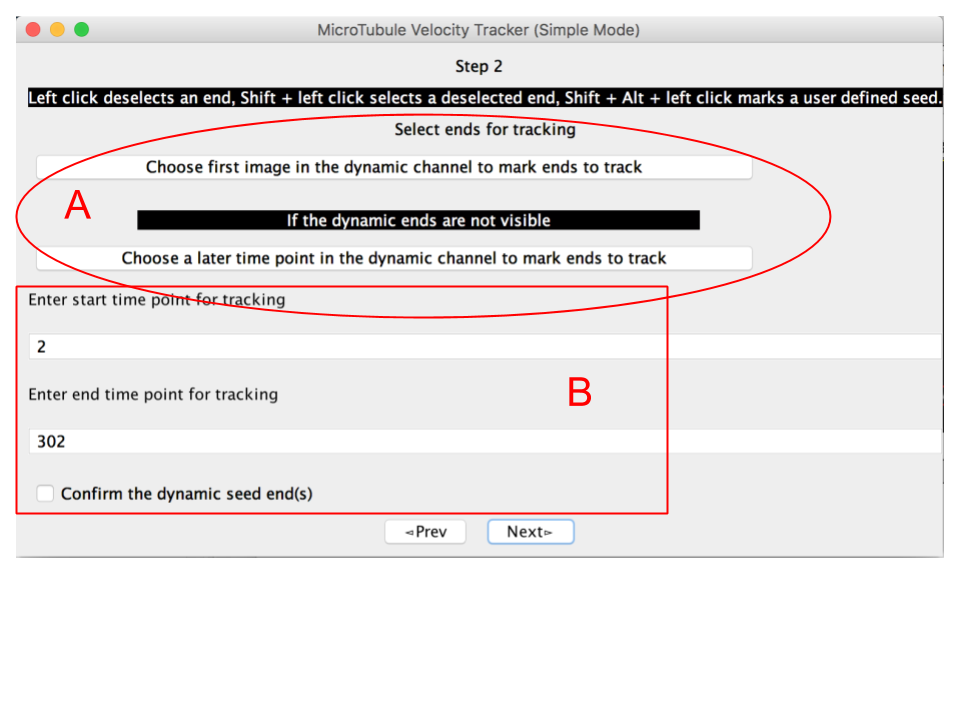 MicroTubule Velocity Tracker (Simple Mode)
Step 2
Left click deselects an end, Shift + left click selects a deselected end, Shift + Alt + left click marks a user defined seed.
Select ends for tracking
Choose first image in the dynamic channel to mark ends to track
A
If the dynamic ends are not visible
Choose a later time point in the dynamic channel to mark ends to track
Enter start time point for tracking
2
Enter end time point for tracking
B
302
Confirm the dynamic seed end(s)
◅Prev
Next▻